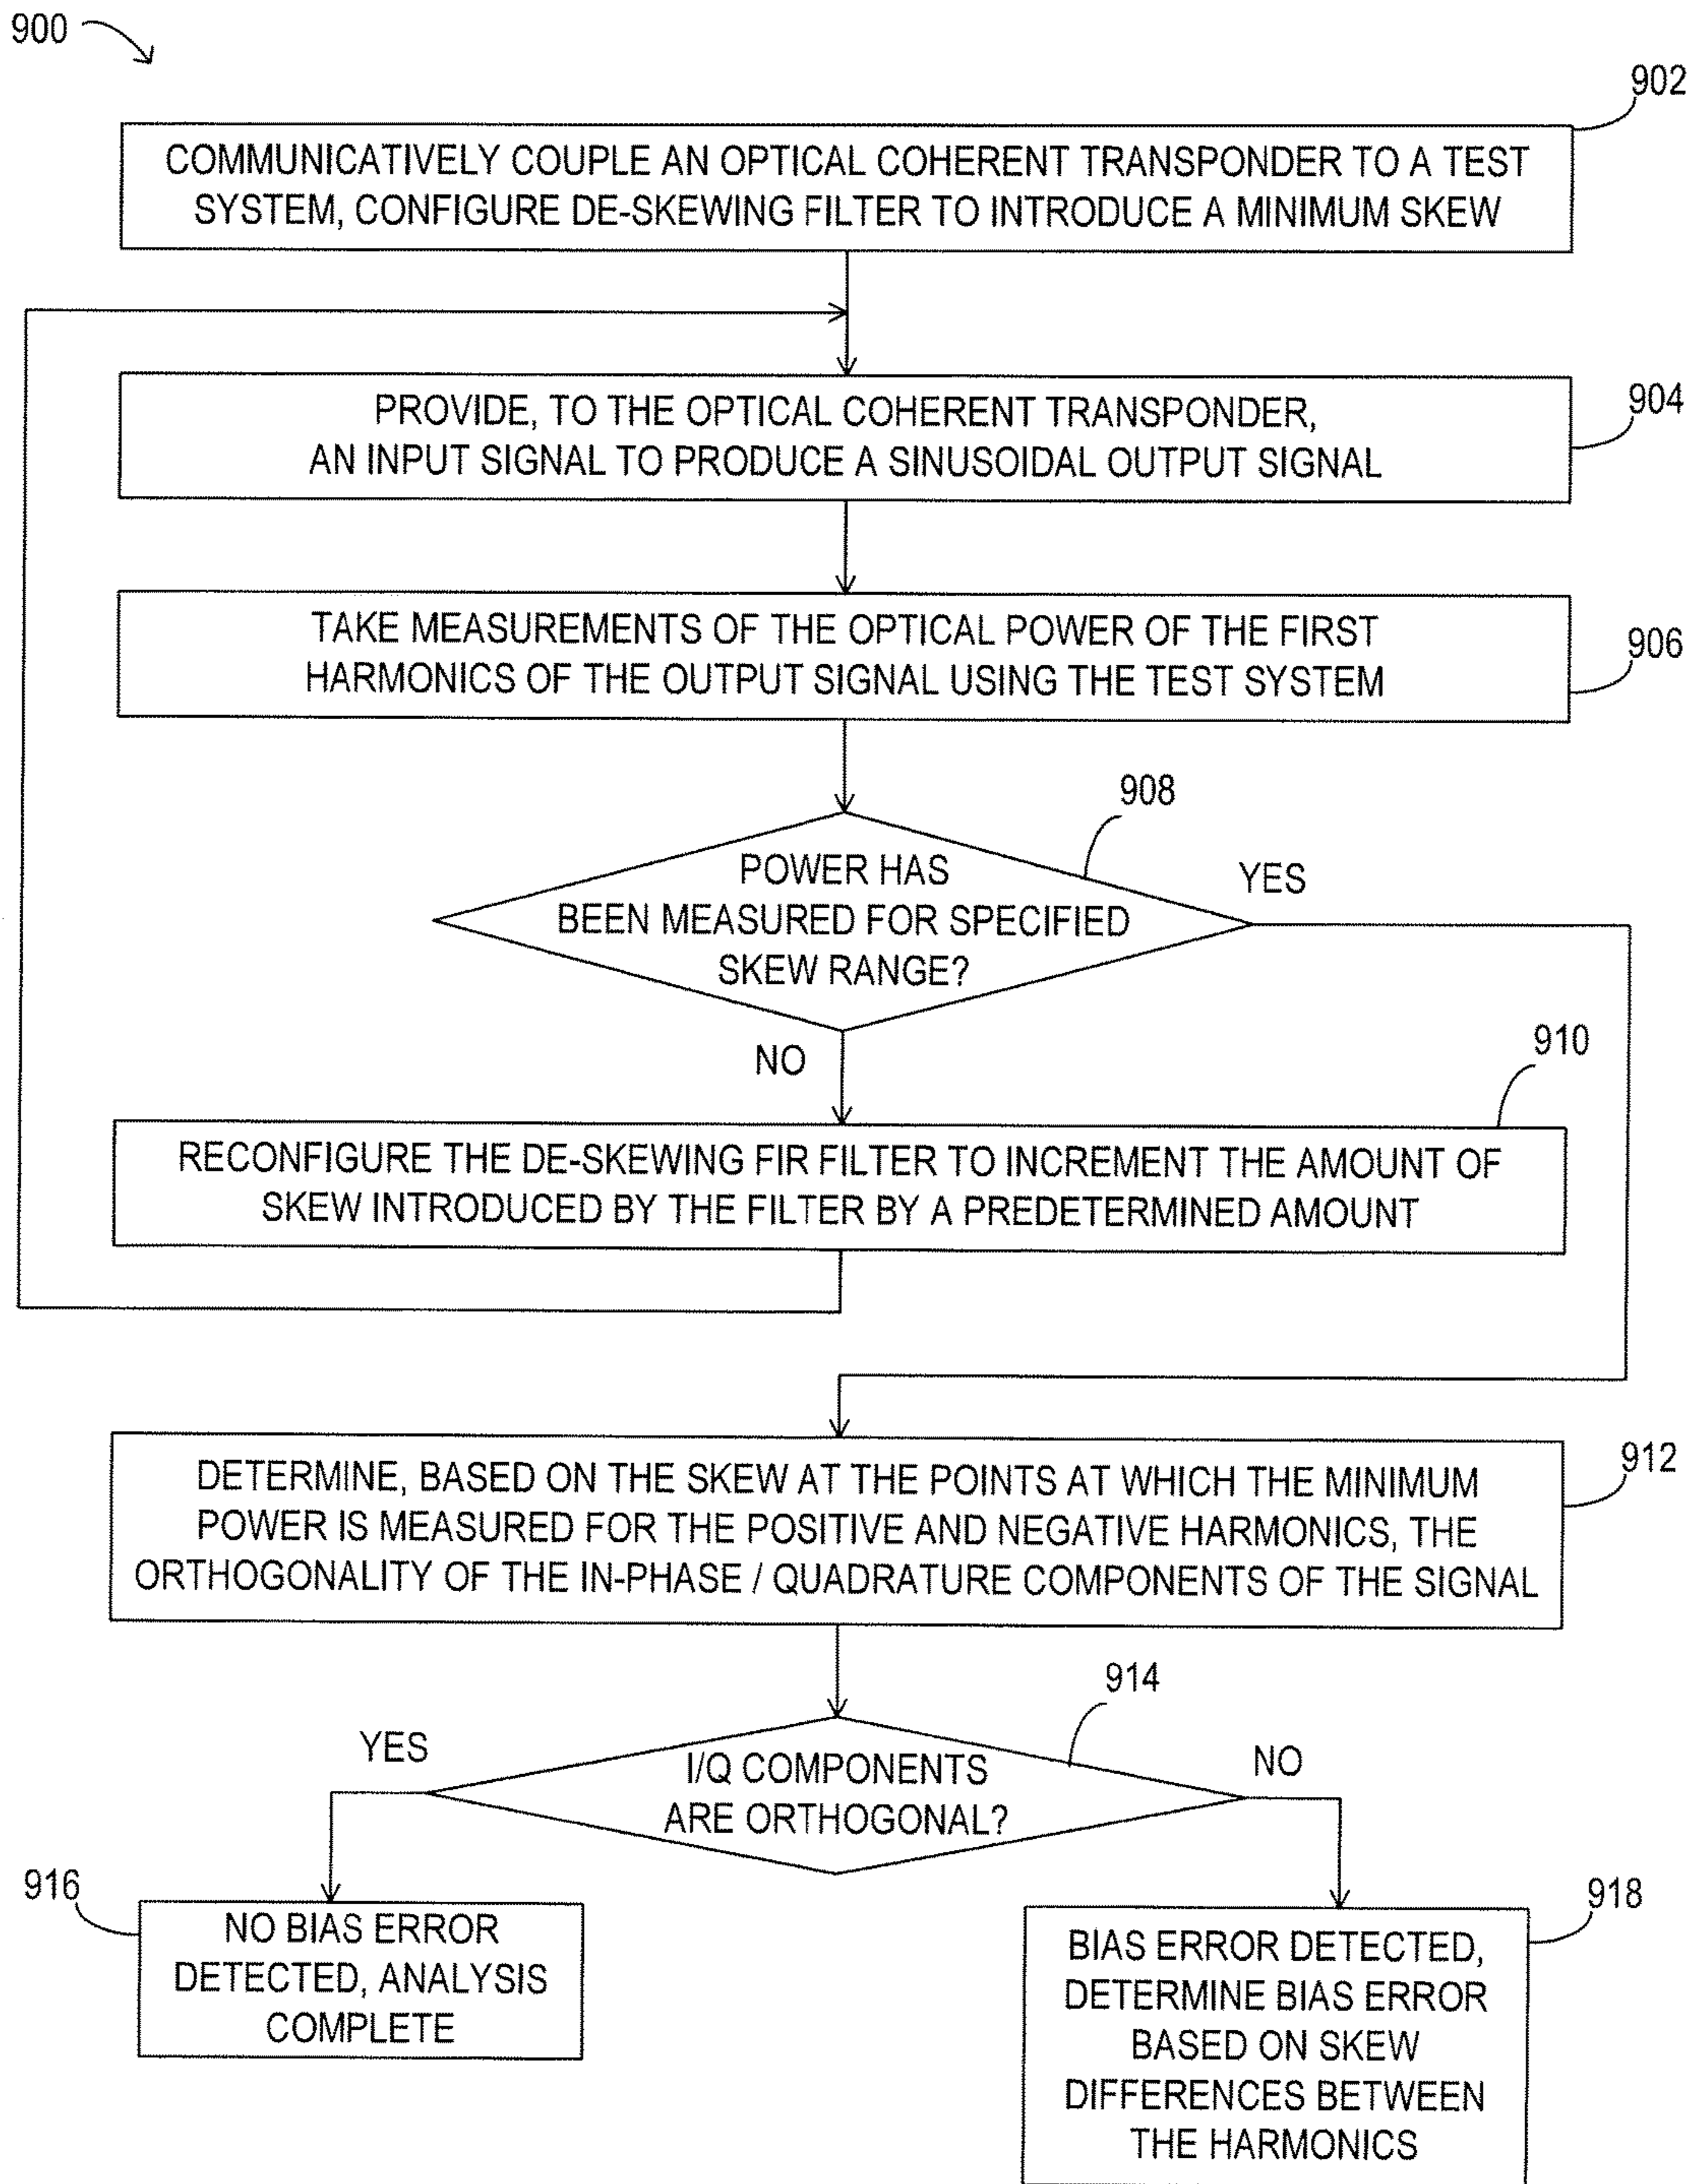 900
902
COMMUNICATIVELY COUPLE AN OPTICAL COHERENT TRANSPONDER TO A TEST
SYSTEM, CONFIGURE DE-SKEWING FILTER TO INTRODUCE A MINIMUM SKEW
904
PROVIDE, TO THE OPTICAL COHERENT TRANSPONDER,
AN INPUT SIGNAL TO PRODUCE A SINUSOIDAL OUTPUT SIGNAL
906
TAKE MEASUREMENTS OF THE OPTICAL POWER OF THE FIRST
HARMONICS OF THE OUTPUT SIGNAL USING THE TEST SYSTEM
908
POWER HAS
BEEN MEASURED FOR SPECIFIED
SKEW RANGE?
YES
NO
910
RECONFIGURE THE DE-SKEWING FIR FILTER TO INCREMENT THE AMOUNT OF
SKEW INTRODUCED BY THE FILTER BY A PREDETERMINED AMOUNT
912
DETERMINE, BASED ON THE SKEW AT THE POINTS AT WHICH THE MINIMUM
POWER IS MEASURED FOR THE POSITIVE AND NEGATIVE HARMONICS, THE
ORTHOGONALITY OF THE IN-PHASE / QUADRATURE COMPONENTS OF THE SIGNAL
914
YES
I/Q COMPONENTS
ARE ORTHOGONAL?
NO
916
NO BIAS ERROR
DETECTED, ANALYSIS
COMPLETE
918
BIAS ERROR DETECTED,
DETERMINE BIAS ERROR
BASED ON SKEW
DIFFERENCES BETWEEN
THE HARMONICS